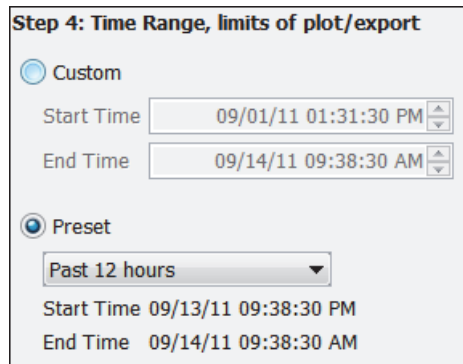 Step 4: Time Range, limits of plot/export
Custom
Start Time 09/01/11 01:31:30 PM
End Time 09/14/11 09:38:30 AM
Preset
Past 12 hours
Start Time 09/13/11 09:38:30 PM
End Time 09/14/11 09:38:30 AM